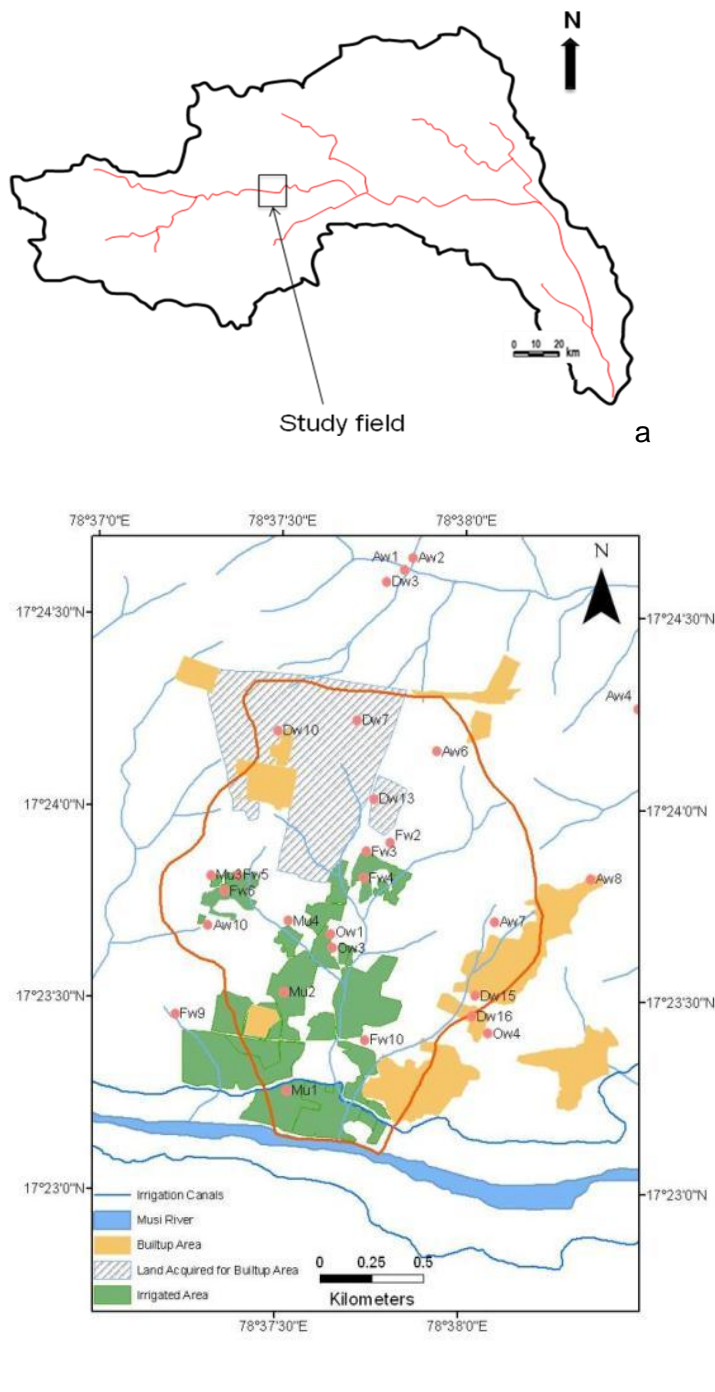 N
0 10 20
km
Study field
a
78°37'0"E 78°37'30"E 78°38'0"E
N
Aw1 Aw2
Dw3
17°24'30"N 17°24'30"N
Aw4
Dw10 Dw7
Aw6
17°24'0"N 17°24'0"N
Dw13
Fw2
Fw3
Mu3 Fw5 Fw4 Aw8
Fw6
Aw10 Mu4 Aw7
Ow1
Ow3
Mu2 Dw15
17°23'30"N 17°23'30"N
Fw9 Dw16
Fw10 Ow4
Mu1
17°23'0"N 17°23'0"N
Irrigation Canals
Musi River
Builtup Area
Land Acquired for Builtup Area
Irrigated Area
0 0.25 0.5
Kilometers
78°37'30"E 78°38'0"E